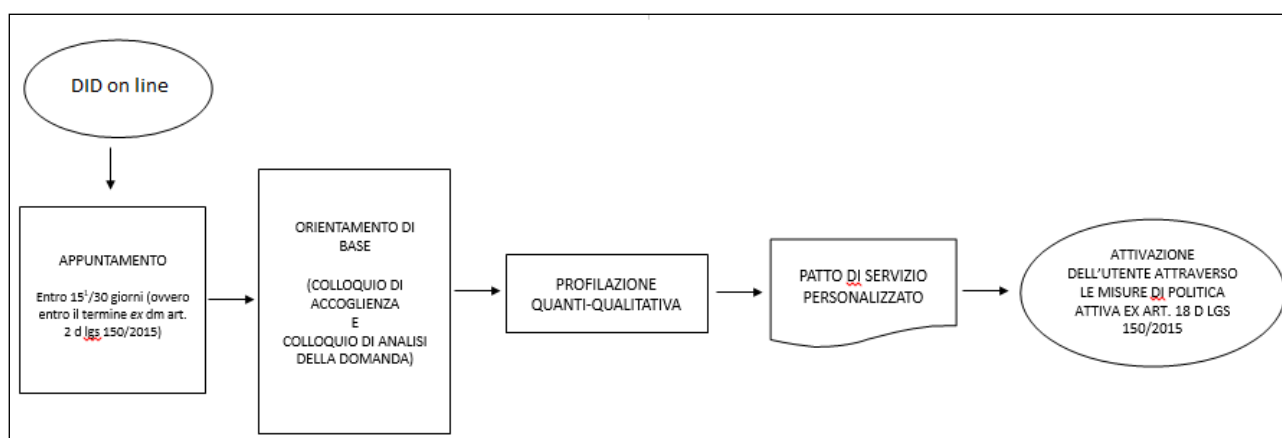 DID on line
APPUNTAMENTO
Entro 15¹/30 giorni (ovvero
entro il termine ex dm art.
2 d lgs 150/2015)
ORIENTAMENTO DI
BASE
(COLLOQUIO DI
ACCOGLIENZA
E
COLLOQUIO DI ANALISI
DELLA DOMANDA)
PROFILAZIONE
QUANTI-QUALITATIVA
PATTO DI SERVIZIO
PERSONALIZZATO
ATTIVAZIONE
DELL'UTENTE ATTRAVERSO
LE MISURE DI POLITICA
ATTIVA EX ART. 18 D LGS
150/2015